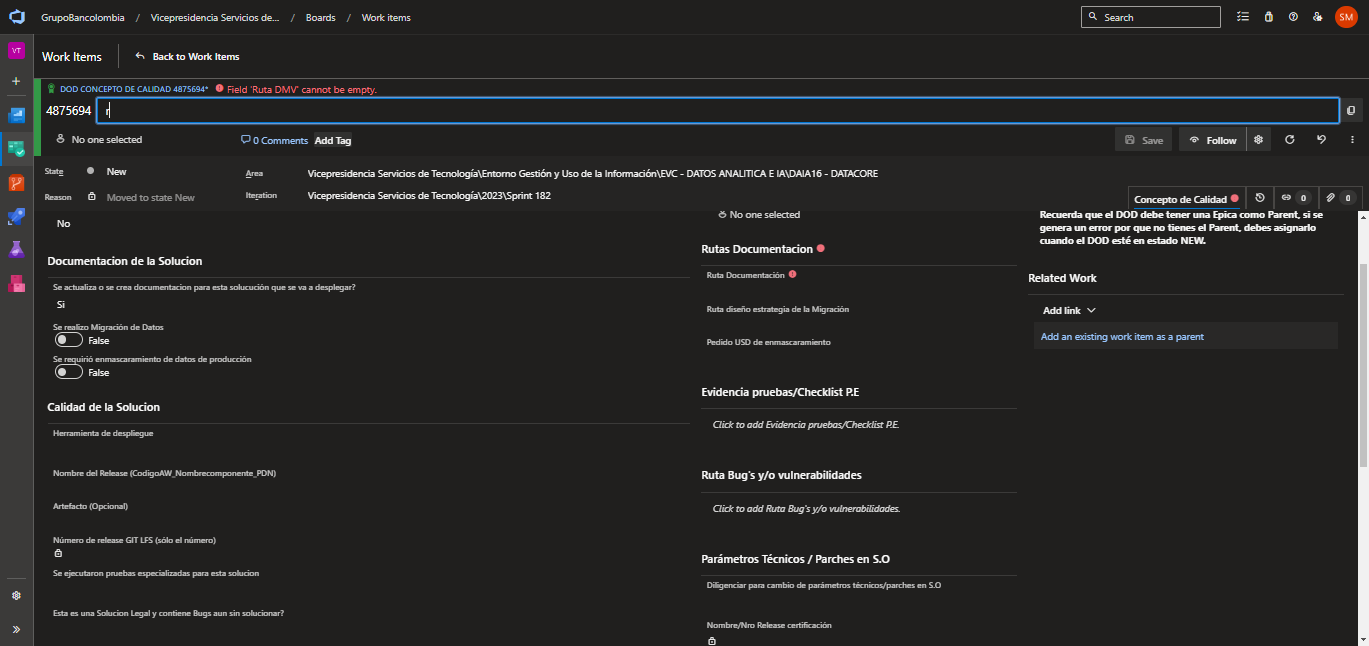 GrupoBancolombia / Vicepresidencia Servicios de... / Boards / Work items
Search
SM
VT
Work Items
Back to Work Items
DOD CONCEPTO DE CALIDAD 4875694*
Field 'Ruta DMV' cannot be empty.
4875694
r
No one selected
0 Comments
Add Tag
Save
Follow
State
New
Area
Vicepresidencia Servicios de Tecnología\Entorno Gestión y Uso de la Información\EVC - DATOS ANALITICA E IA\DAIA16 - DATACORE
Reason
Moved to state New
Iteration
Vicepresidencia Servicios de Tecnología\2023\Sprint 182
Concepto de Calidad
0
0
No
Documentacion de la Solucion
Se actualiza o se crea documentacion para esta solucución que se va a desplegar?
Si
Se realizo Migración de Datos
False
Se requirió enmascaramiento de datos de producción
False
Calidad de la Solucion
Herramienta de despliegue
Nombre del Release (CodigoAW_Nombrecomponente_PDN)
Artefacto (Opcional)
Número de release GIT LFS (sólo el número)
Se ejecutaron pruebas especializadas para esta solucion
Esta es una Solucion Legal y contiene Bugs aun sin solucionar?
No one selected
Rutas Documentacion
Ruta Documentación
Ruta diseño estrategia de la Migración
Pedido USD de enmascaramiento
Evidencia pruebas/Checklist P.E
Click to add Evidencia pruebas/Checklist P.E.
Ruta Bug's y/o vulnerabilidades
Click to add Ruta Bug's y/o vulnerabilidades.
Parámetros Técnicos / Parches en S.O
Diligenciar para cambio de parámetros técnicos/parches en S.O
Nombre/Nro Release certificación
Recuerda que el DOD debe tener una Epica como Parent, si se
genera un error por que no tienes el Parent, debes asignarlo
cuando el DOD esté en estado NEW.
Related Work
Add link
Add an existing work item as a parent